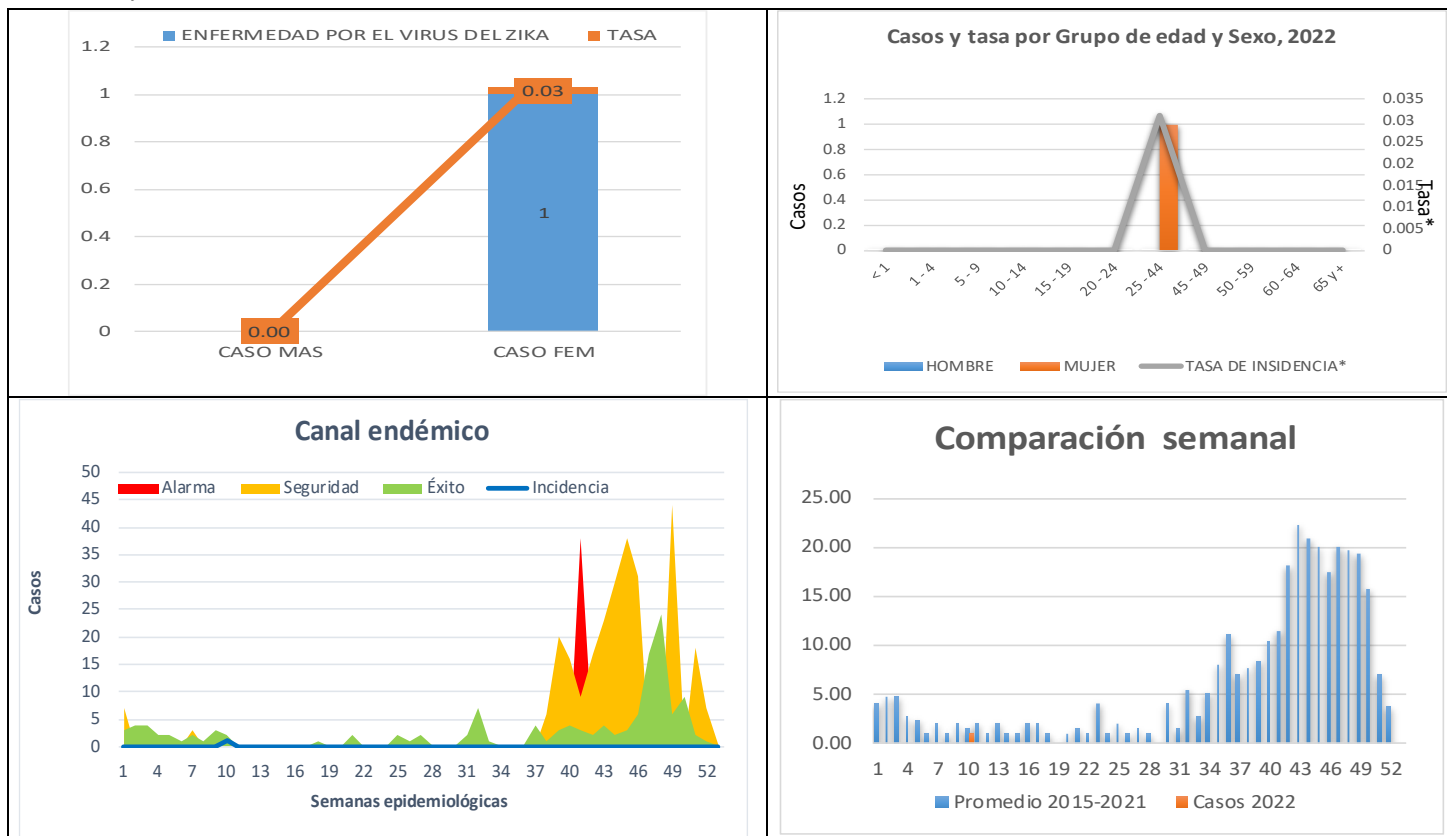 ENFERMEDAD POR EL VIRUS DEL ZIKA TASA
1.2
1
0.8
0.6
0.4
0.2
0
0.03
1
0.00
CASO MAS CASO FEM
Casos y tasa por Grupo de edad y Sexo, 2022
1.2
1
0.8
0.6
0.4
0.2
0
Casos
0.035
0.03
0.025
0.02
0.015
0.01
0.005
0
Tasa *
< 1 1 - 4 5 - 9 10 -14 15 -19 20 -24 25 -44 45 -49 50 -59 60 -64 65 y +
HOMBRE MUJER TASA DE INSIDENCIA*
Canal endémico
Alarma Seguridad Éxito Incidencia
50
45
40
35
30
25
20
15
10
5
0
Casos
1 4 7 10 13 16 19 22 25 28 31 34 37 40 43 46 49 52
Semanas epidemiológicas
Comparación semanal
25.00
20.00
15.00
10.00
5.00
0.00
1 4 7 10 13 16 19 22 25 28 31 34 37 40 43 46 49 52
Promedio 2015-2021 Casos 2022